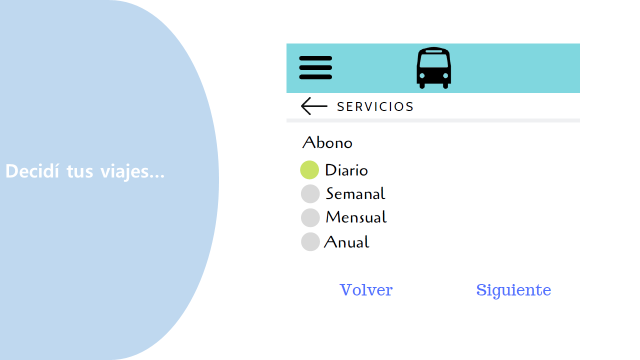 Decidí tus viajes...
SERVICIOS
Abono
Diario
Semanal
Mensual
Anual
Volver
Siguiente